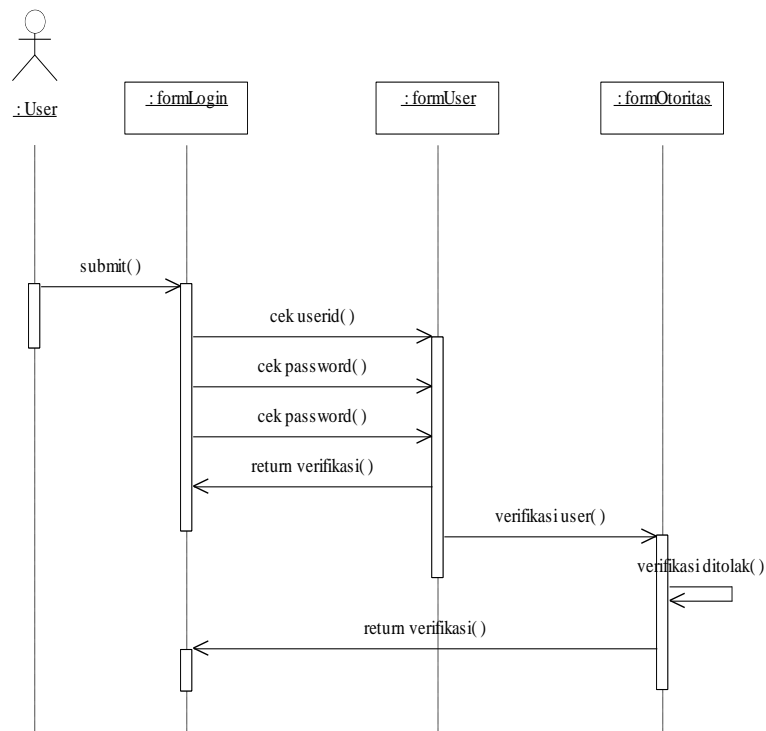 : User
: formLogin
: formUser
: formOtoritas
submit( )
cek userid( )
cek password( )
cek password( )
return verifikasi( )
verifikasi user( )
verifikasi ditolak( )
return verifikasi( )